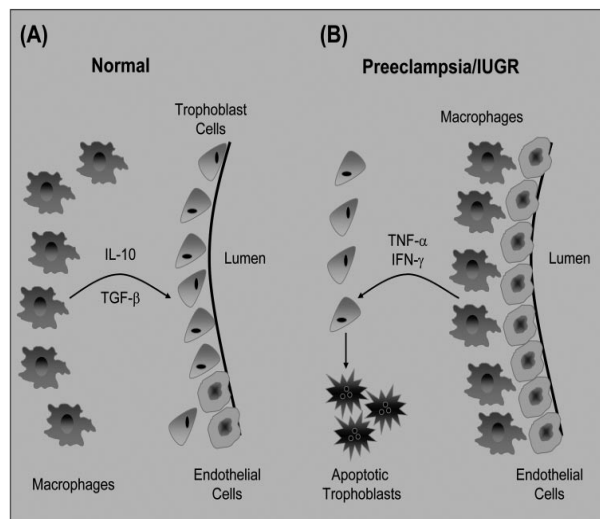 (A)
Normal
Trophoblast
Cells
IL-10
TGF-β
Lumen
Macrophages
Endothelial
Cells
(B)
Preeclampsia/IUGR
Macrophages
TNF-α
IFN-γ
Lumen
Apoptotic
Trophoblasts
Endothelial
Cells